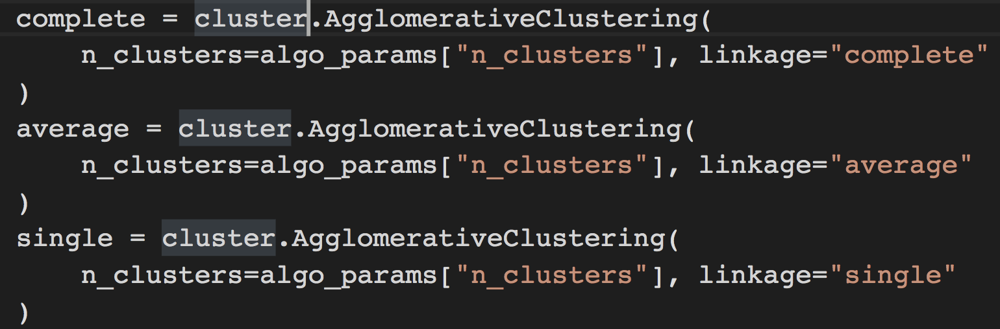 complete = cluster.AgglomerativeClustering(
    n_clusters=algo_params["n_clusters"], linkage="complete"
)
average = cluster.AgglomerativeClustering(
    n_clusters=algo_params["n_clusters"], linkage="average"
)
single = cluster.AgglomerativeClustering(
    n_clusters=algo_params["n_clusters"], linkage="single"
)